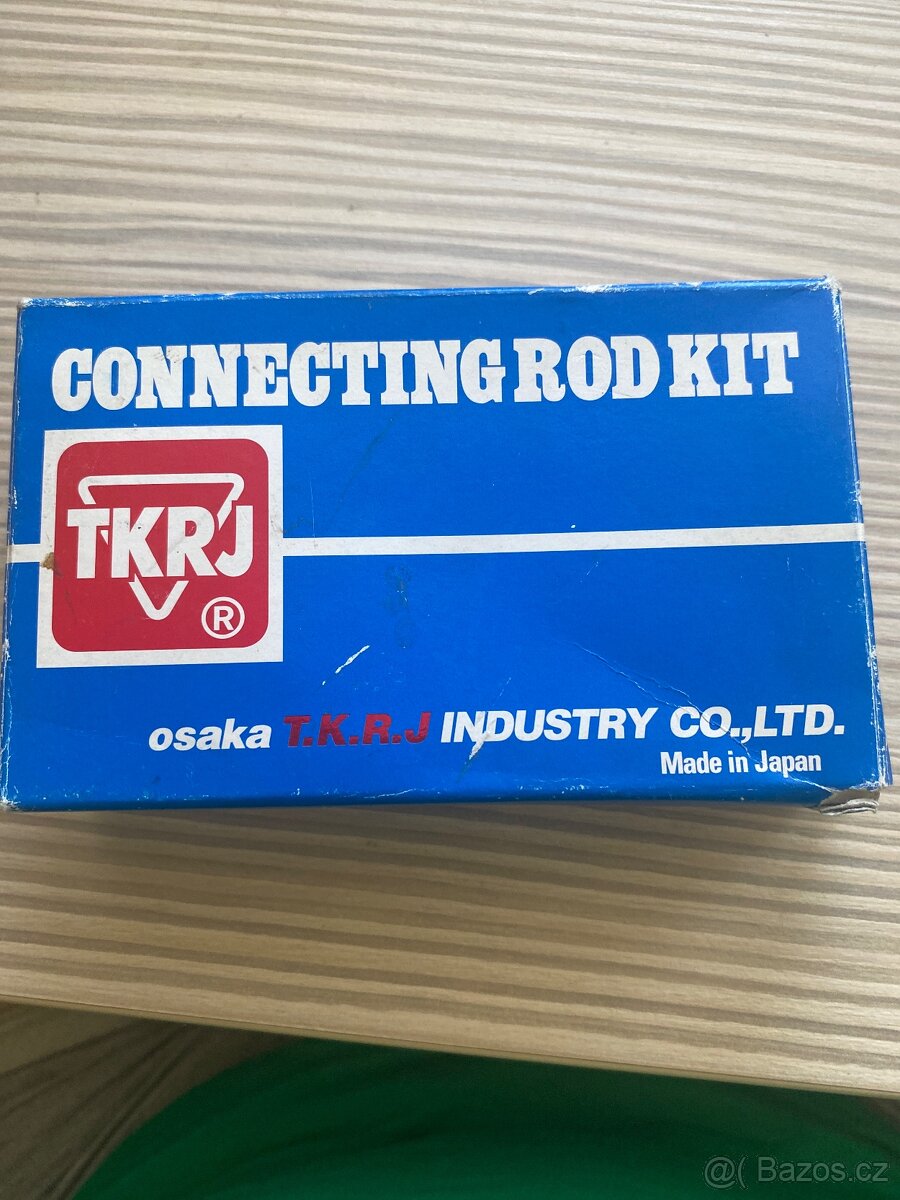 CONNECTING ROD KIT
TKRJ
®
osaka T.K.R.J INDUSTRY CO.,LTD.
Made in Japan
@( Bazos.cz